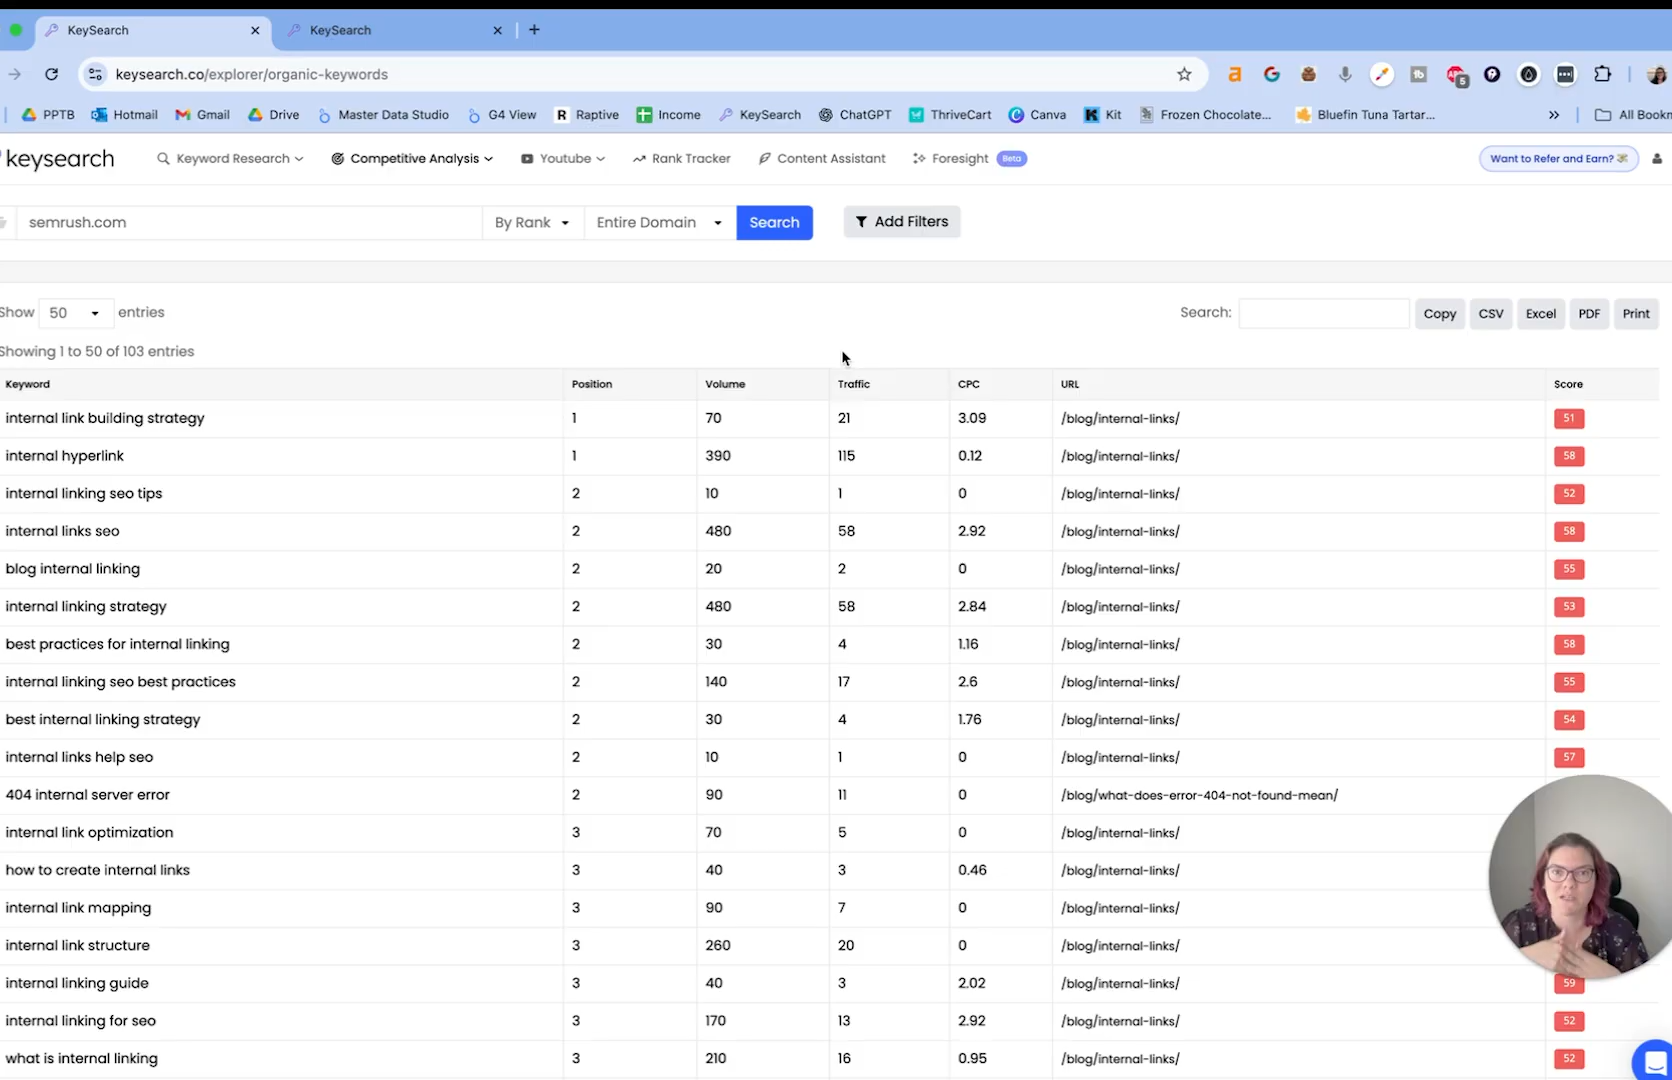 KeySearch
KeySearch
keysearch.co/explorer/organic-keywords
5
PPTB Hotmail Gmail Drive Master Data Studio G4 View Raptive Income KeySearch ChatGPT ThriveCart Canva Kit Frozen Chocolate... Bluefin Tuna Tartar... » All Bookm
keysearch Keyword Research Competitive Analysis Youtube Rank Tracker Content Assistant Foresight Beta Want to Refer and Earn?
semrush.com By Rank Entire Domain Search Add Filters
Show 50 entries Search: Copy CSV Excel PDF Print
Showing 1 to 50 of 103 entries
Keyword Position Volume Traffic CPC URL Score
internal link building strategy 1 70 21 3.09 /blog/internal-links/ 51
internal hyperlink 1 390 115 0.12 /blog/internal-links/ 58
internal linking seo tips 2 10 1 0 /blog/internal-links/ 52
internal links seo 2 480 58 2.92 /blog/internal-links/ 58
blog internal linking 2 20 2 0 /blog/internal-links/ 55
internal linking strategy 2 480 58 2.84 /blog/internal-links/ 53
best practices for internal linking 2 30 4 1.16 /blog/internal-links/ 58
internal linking seo best practices 2 140 17 2.6 /blog/internal-links/ 55
best internal linking strategy 2 30 4 1.76 /blog/internal-links/ 54
internal links help seo 2 10 1 0 /blog/internal-links/ 57
404 internal server error 2 90 11 0 /blog/what-does-error-404-not-found-mean/
internal link optimization 3 70 5 0 /blog/internal-links/
how to create internal links 3 40 3 0.46 /blog/internal-links/
internal link mapping 3 90 7 0 /blog/internal-links/
internal link structure 3 260 20 0 /blog/internal-links/
internal linking guide 3 40 3 2.02 /blog/internal-links/ 59
internal linking for seo 3 170 13 2.92 /blog/internal-links/ 52
what is internal linking 3 210 16 0.95 /blog/internal-links/ 52